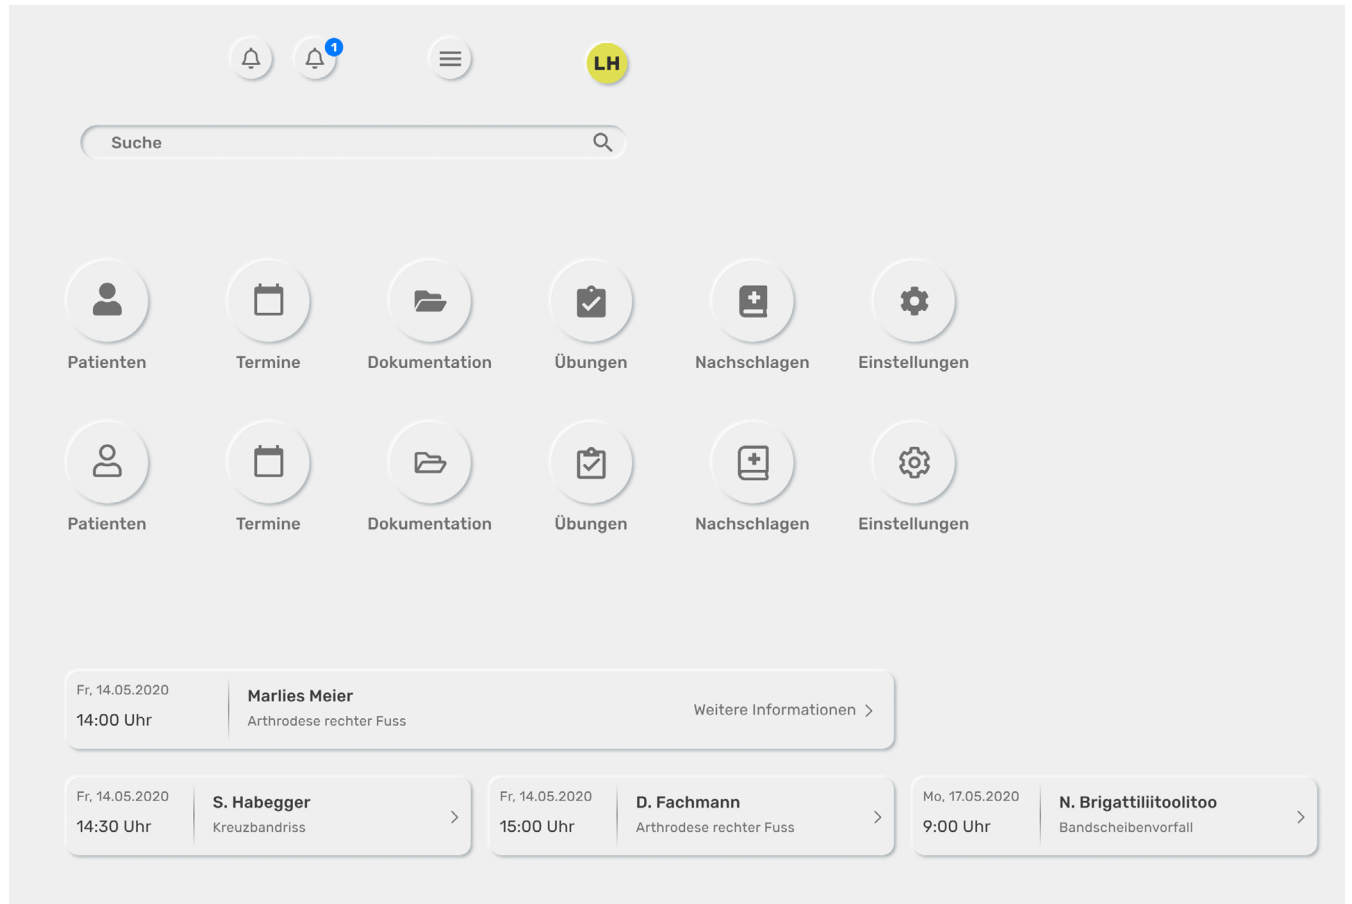 1
LH
Suche
Patienten
Termine
Dokumentation
Übungen
Nachschlagen
Einstellungen
Patienten
Termine
Dokumentation
Übungen
Nachschlagen
Einstellungen
Fr, 14.05.2020
14:00 Uhr
Marlies Meier
Arthrodese rechter Fuss
Weitere Informationen
Fr, 14.05.2020
14:30 Uhr
S. Habegger
Kreuzbandriss
Fr, 14.05.2020
15:00 Uhr
D. Fachmann
Arthrodese rechter Fuss
Mo, 17.05.2020
9:00 Uhr
N. Brigattiliitoolitoo
Bandscheibenvorfall